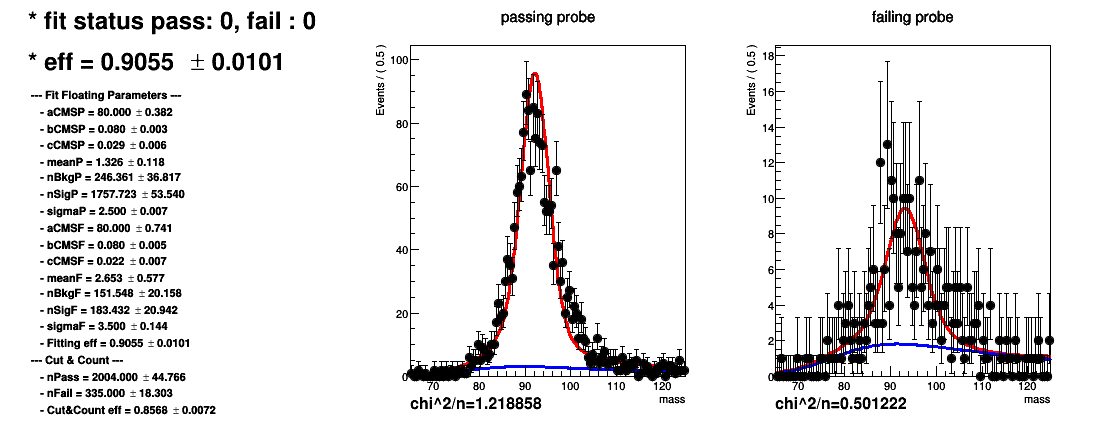 * fit status pass: 0, fail : 0
* eff = 0.9055 ± 0.0101
--- Fit Floating Parameters ---
- aCMSP = 80.000 ± 0.382
- bCMSP = 0.080 ± 0.003
- cCMSP = 0.029 ± 0.006
- meanP = 1.326 ± 0.118
- nBkgP = 246.361 ± 36.817
- nSigP = 1757.723 ± 53.540
- sigmaP = 2.500 ± 0.007
- aCMSF = 80.000 ± 0.741
- bCMSF = 0.080 ± 0.005
- cCMSF = 0.022 ± 0.007
- meanF = 2.653 ± 0.577
- nBkgF = 151.548 ± 20.158
- nSigF = 183.432 ± 20.942
- sigmaF = 3.500 ± 0.144
- Fitting eff = 0.9055 ± 0.0101
--- Cut & Count ---
- nPass = 2004.000 ± 44.766
- nFail = 335.000 ± 18.303
- Cut&Count eff = 0.8568 ± 0.0072
passing probe
Events / ( 0.5 )
100
80
60
40
20
0
70 80 90 100 110 120
mass
chi^2/n=1.218858
failing probe
Events / ( 0.5 )
18
16
14
12
10
8
6
4
2
0
70 80 90 100 110 120
mass
chi^2/n=0.501222